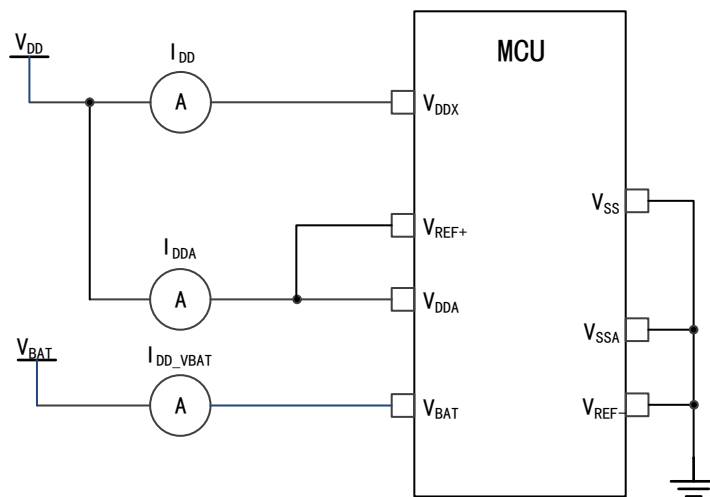 MCU
V_DD
I_DD
A
V_DDX
V_SS
V_REF+
I_DDA
A
V_DDA
V_SSA
V_BAT
I_DD_VBAT
A
V_BAT
V_REF-